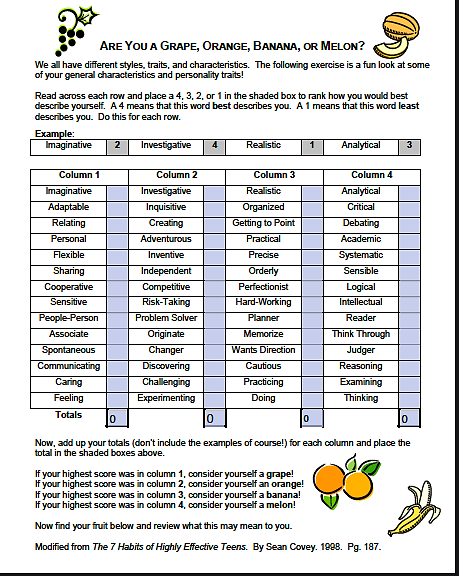 ARE YOU A GRAPE, ORANGE, BANANA, OR MELON?
We all have different styles, traits, and characteristics. The following exercise is a fun look at some
of your general characteristics and personality traits!
Read across each row and place a 4, 3, 2, or 1 in the shaded box to rank how you would best
describe yourself. A 4 means that this word best describes you. A 1 means that this word least
describes you. Do this for each row.
Example:
Imaginative 2 Investigative 4 Realistic 1 Analytical 3
Column 1 Column 2 Column 3 Column 4
Imaginative Investigative Realistic Analytical
Adaptable Inquisitive Organized Critical
Relating Creating Getting to Point Debating
Personal Adventurous Practical Academic
Flexible Inventive Precise Systematic
Sharing Independent Orderly Sensible
Cooperative Competitive Perfectionist Logical
Sensitive Risk-Taking Hard-Working Intellectual
People-Person Problem Solver Planner Reader
Associate Originate Memorize Think Through
Spontaneous Changer Wants Direction Judger
Communicating Discovering Cautious Reasoning
Caring Challenging Practicing Examining
Feeling Experimenting Doing Thinking
Totals 0 0 0 0
Now, add up your totals (don't include the examples of course!) for each column and place the
total in the shaded boxes above.
If your highest score was in column 1, consider yourself a grape!
If your highest score was in column 2, consider yourself an orange!
If your highest score was in column 3, consider yourself a banana!
If your highest score was in column 4, consider yourself a melon!
Now find your fruit below and review what this may mean to you.
Modified from The 7 Habits of Highly Effective Teens. By Sean Covey. 1998. Pg. 187.